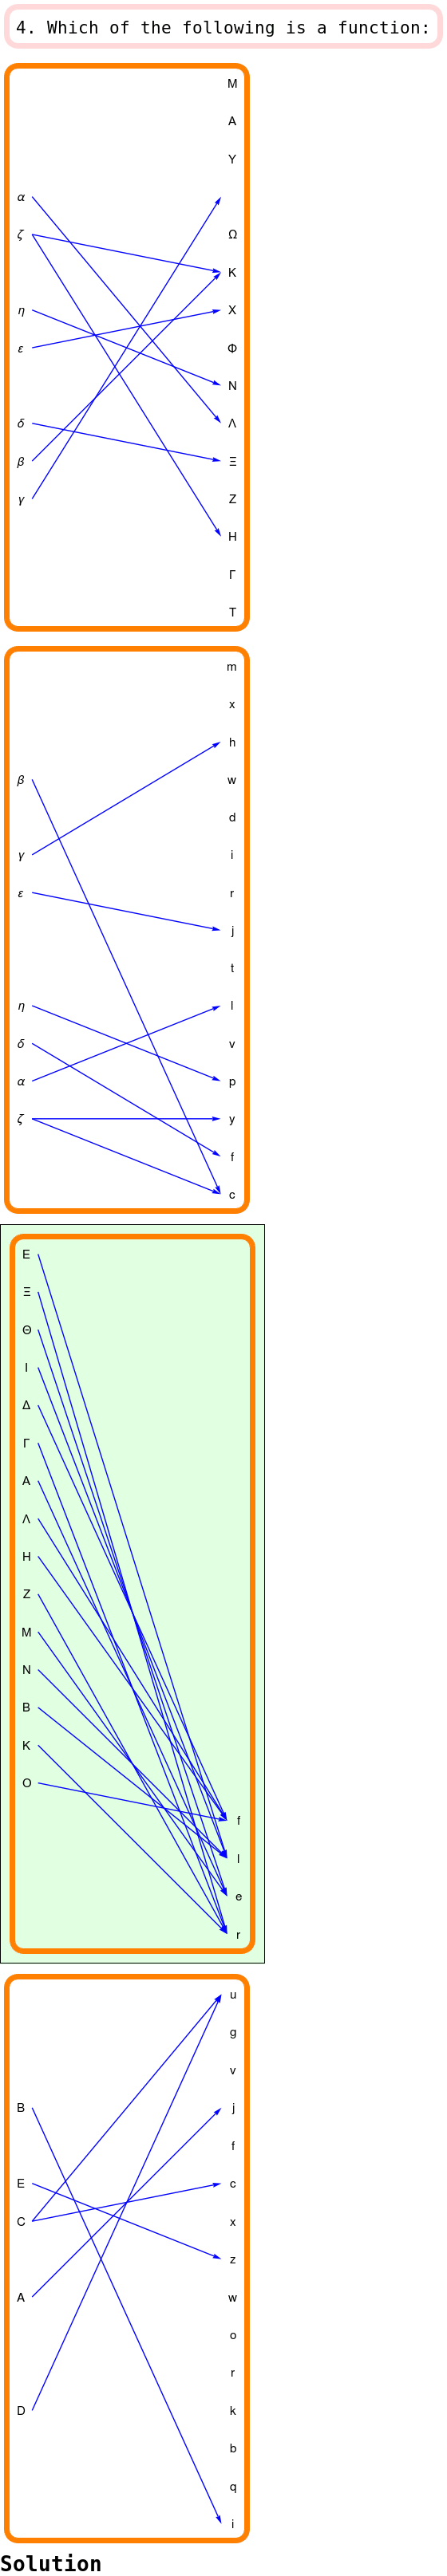 4. Which of the following is a function:
Μ
Α
Υ
α
ζ Ω
Κ
η Χ
ε Φ
Ν
δ Λ
β Ξ
γ Ζ
Η
Γ
Τ
m
x
h
β w
d
γ i
ε r
j
t
η l
δ v
α p
ζ y
f
c
Ε
Ξ
Θ
Ι
Δ
Γ
Α
Λ
Η
Ζ
Μ
Ν
Β
Κ
Ο
f
l
e
r
u
g
v
B j
f
E c
C x
z
A w
o
r
D k
b
q
i
Solution